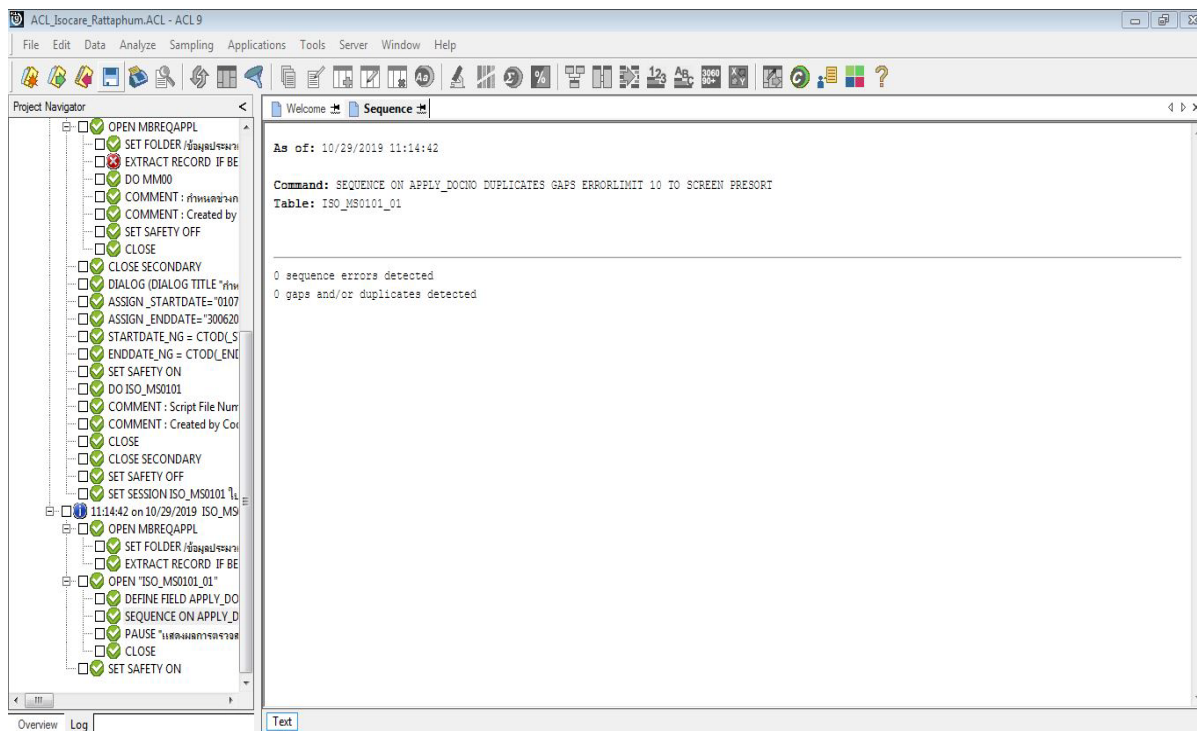 ACL_Isocare_Rattaphum.ACL - ACL 9
File Edit Data Analyze Sampling Applications Tools Server Window Help
Project Navigator <
Welcome Sequence
OPEN MBREQAPPL
SET FOLDER /ข้อมูลประมว
EXTRACT RECORD IF BE
DO MM00
COMMENT : กำหนดช่วงก
COMMENT : Created by
SET SAFETY OFF
CLOSE
CLOSE SECONDARY
DIALOG (DIALOG TITLE "กำห
ASSIGN _STARTDATE="0107
ASSIGN _ENDDATE="300620
STARTDATE_NG = CTOD(_S
ENDDATE_NG = CTOD(_END
SET SAFETY ON
DO ISO_MS0101
COMMENT : Script File Num
COMMENT : Created by Coo
CLOSE
CLOSE SECONDARY
SET SAFETY OFF
SET SESSION ISO_MS0101 ใบ
11:14:42 on 10/29/2019 ISO_MS
OPEN MBREQAPPL
SET FOLDER /ข้อมูลประมว
EXTRACT RECORD IF BE
OPEN "ISO_MS0101_01"
DEFINE FIELD APPLY_DO
SEQUENCE ON APPLY_D
PAUSE "แสดงผลการตรวจส
CLOSE
SET SAFETY ON
Overview Log
As of: 10/29/2019 11:14:42
Command: SEQUENCE ON APPLY_DOCNO DUPLICATES GAPS ERRORLIMIT 10 TO SCREEN PRESORT
Table: ISO_MS0101_01
0 sequence errors detected
0 gaps and/or duplicates detected
Text